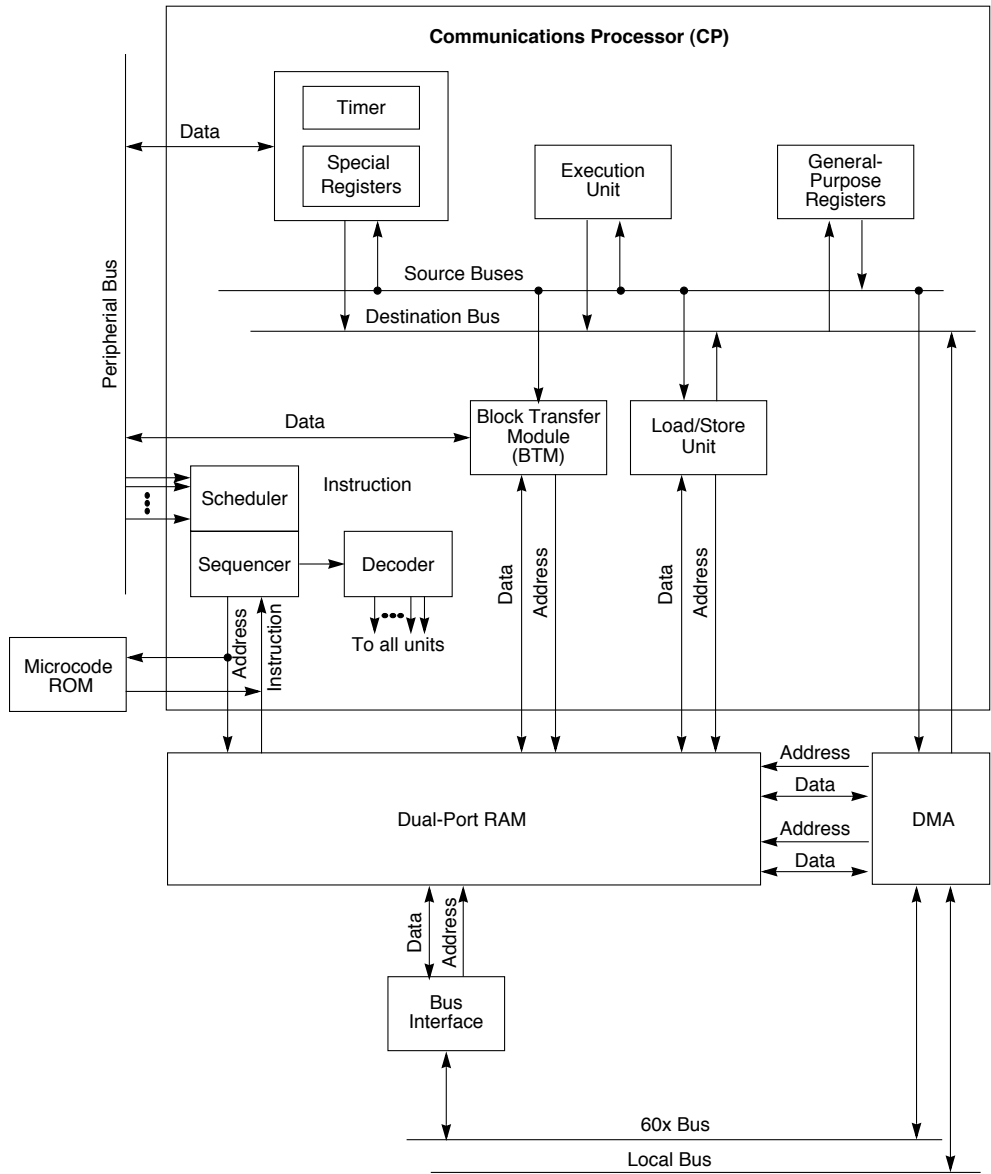 Communications Processor (CP)
Timer
Data
Special
Registers
Execution
Unit
General-
Purpose
Registers
Peripherial Bus
Source Buses
Destination Bus
Data
Block Transfer
Module
(BTM)
Load/Store
Unit
Scheduler
Instruction
Sequencer
Decoder
Data
Address
Data
Address
To all units
Address
Instruction
Microcode
ROM
Address
Data
Dual-Port RAM
DMA
Address
Data
Data
Address
Bus
Interface
60x Bus
Local Bus